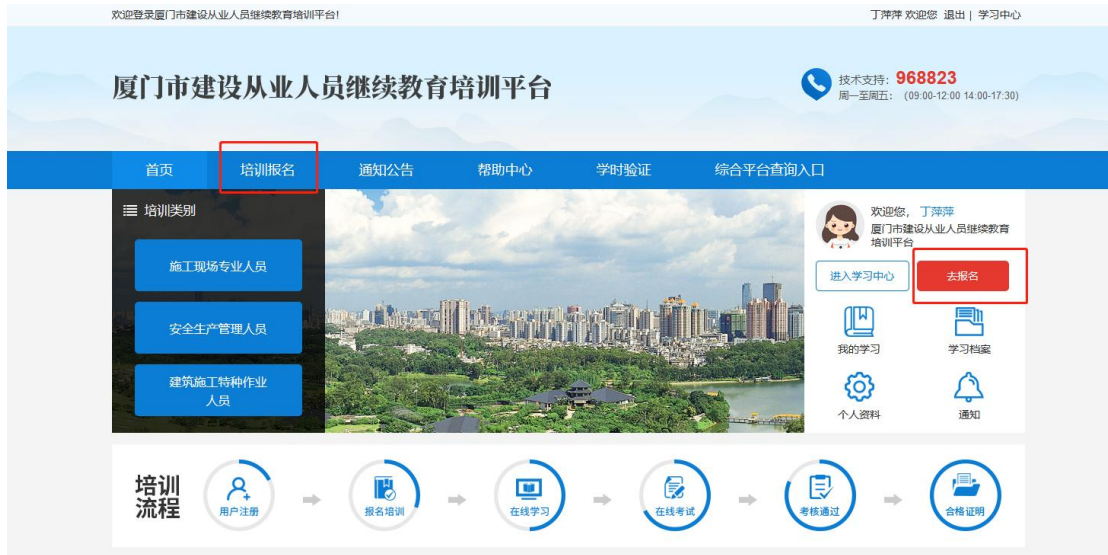 欢迎登录厦门市建设从业人员继续教育培训平台!
丁萍萍 欢迎您 退出 | 学习中心
厦门市建设从业人员继续教育培训平台
技术支持: 968823
周一至周五: (09:00-12:00 14:00-17:30)
首页 培训报名 通知公告 帮助中心 学时验证 综合平台查询入口
培训类别
施工现场专业人员
安全生产管理人员
建筑施工特种作业
人员
欢迎您, 丁萍萍
厦门市建设从业人员继续教育
培训平台
进入学习中心 去报名
我的学习 学习档案
个人资料 通知
培训
流程
用户注册 报名培训 在线学习 在线考试 考核通过 合格证明